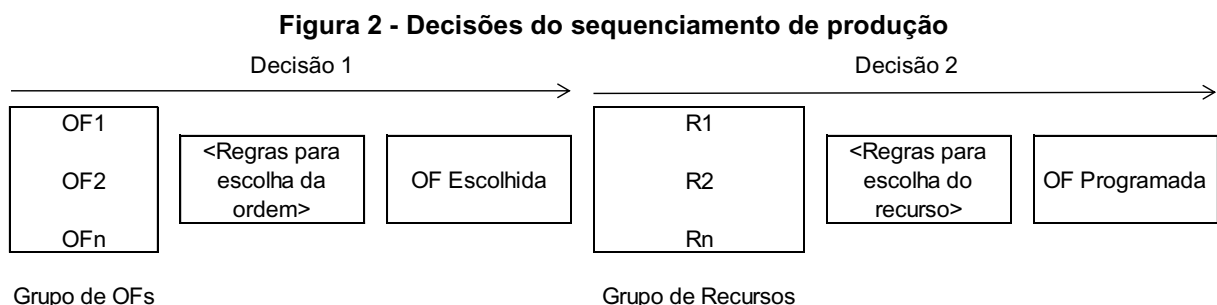 Figura 2 - Decisões do sequenciamento de produção
Decisão 1
Decisão 2
OF1
OF2
OFn
<Regras para
escolha da
ordem>
OF Escolhida
R1
R2
Rn
<Regras para
escolha do
recurso>
OF Programada
Grupo de OFs
Grupo de Recursos